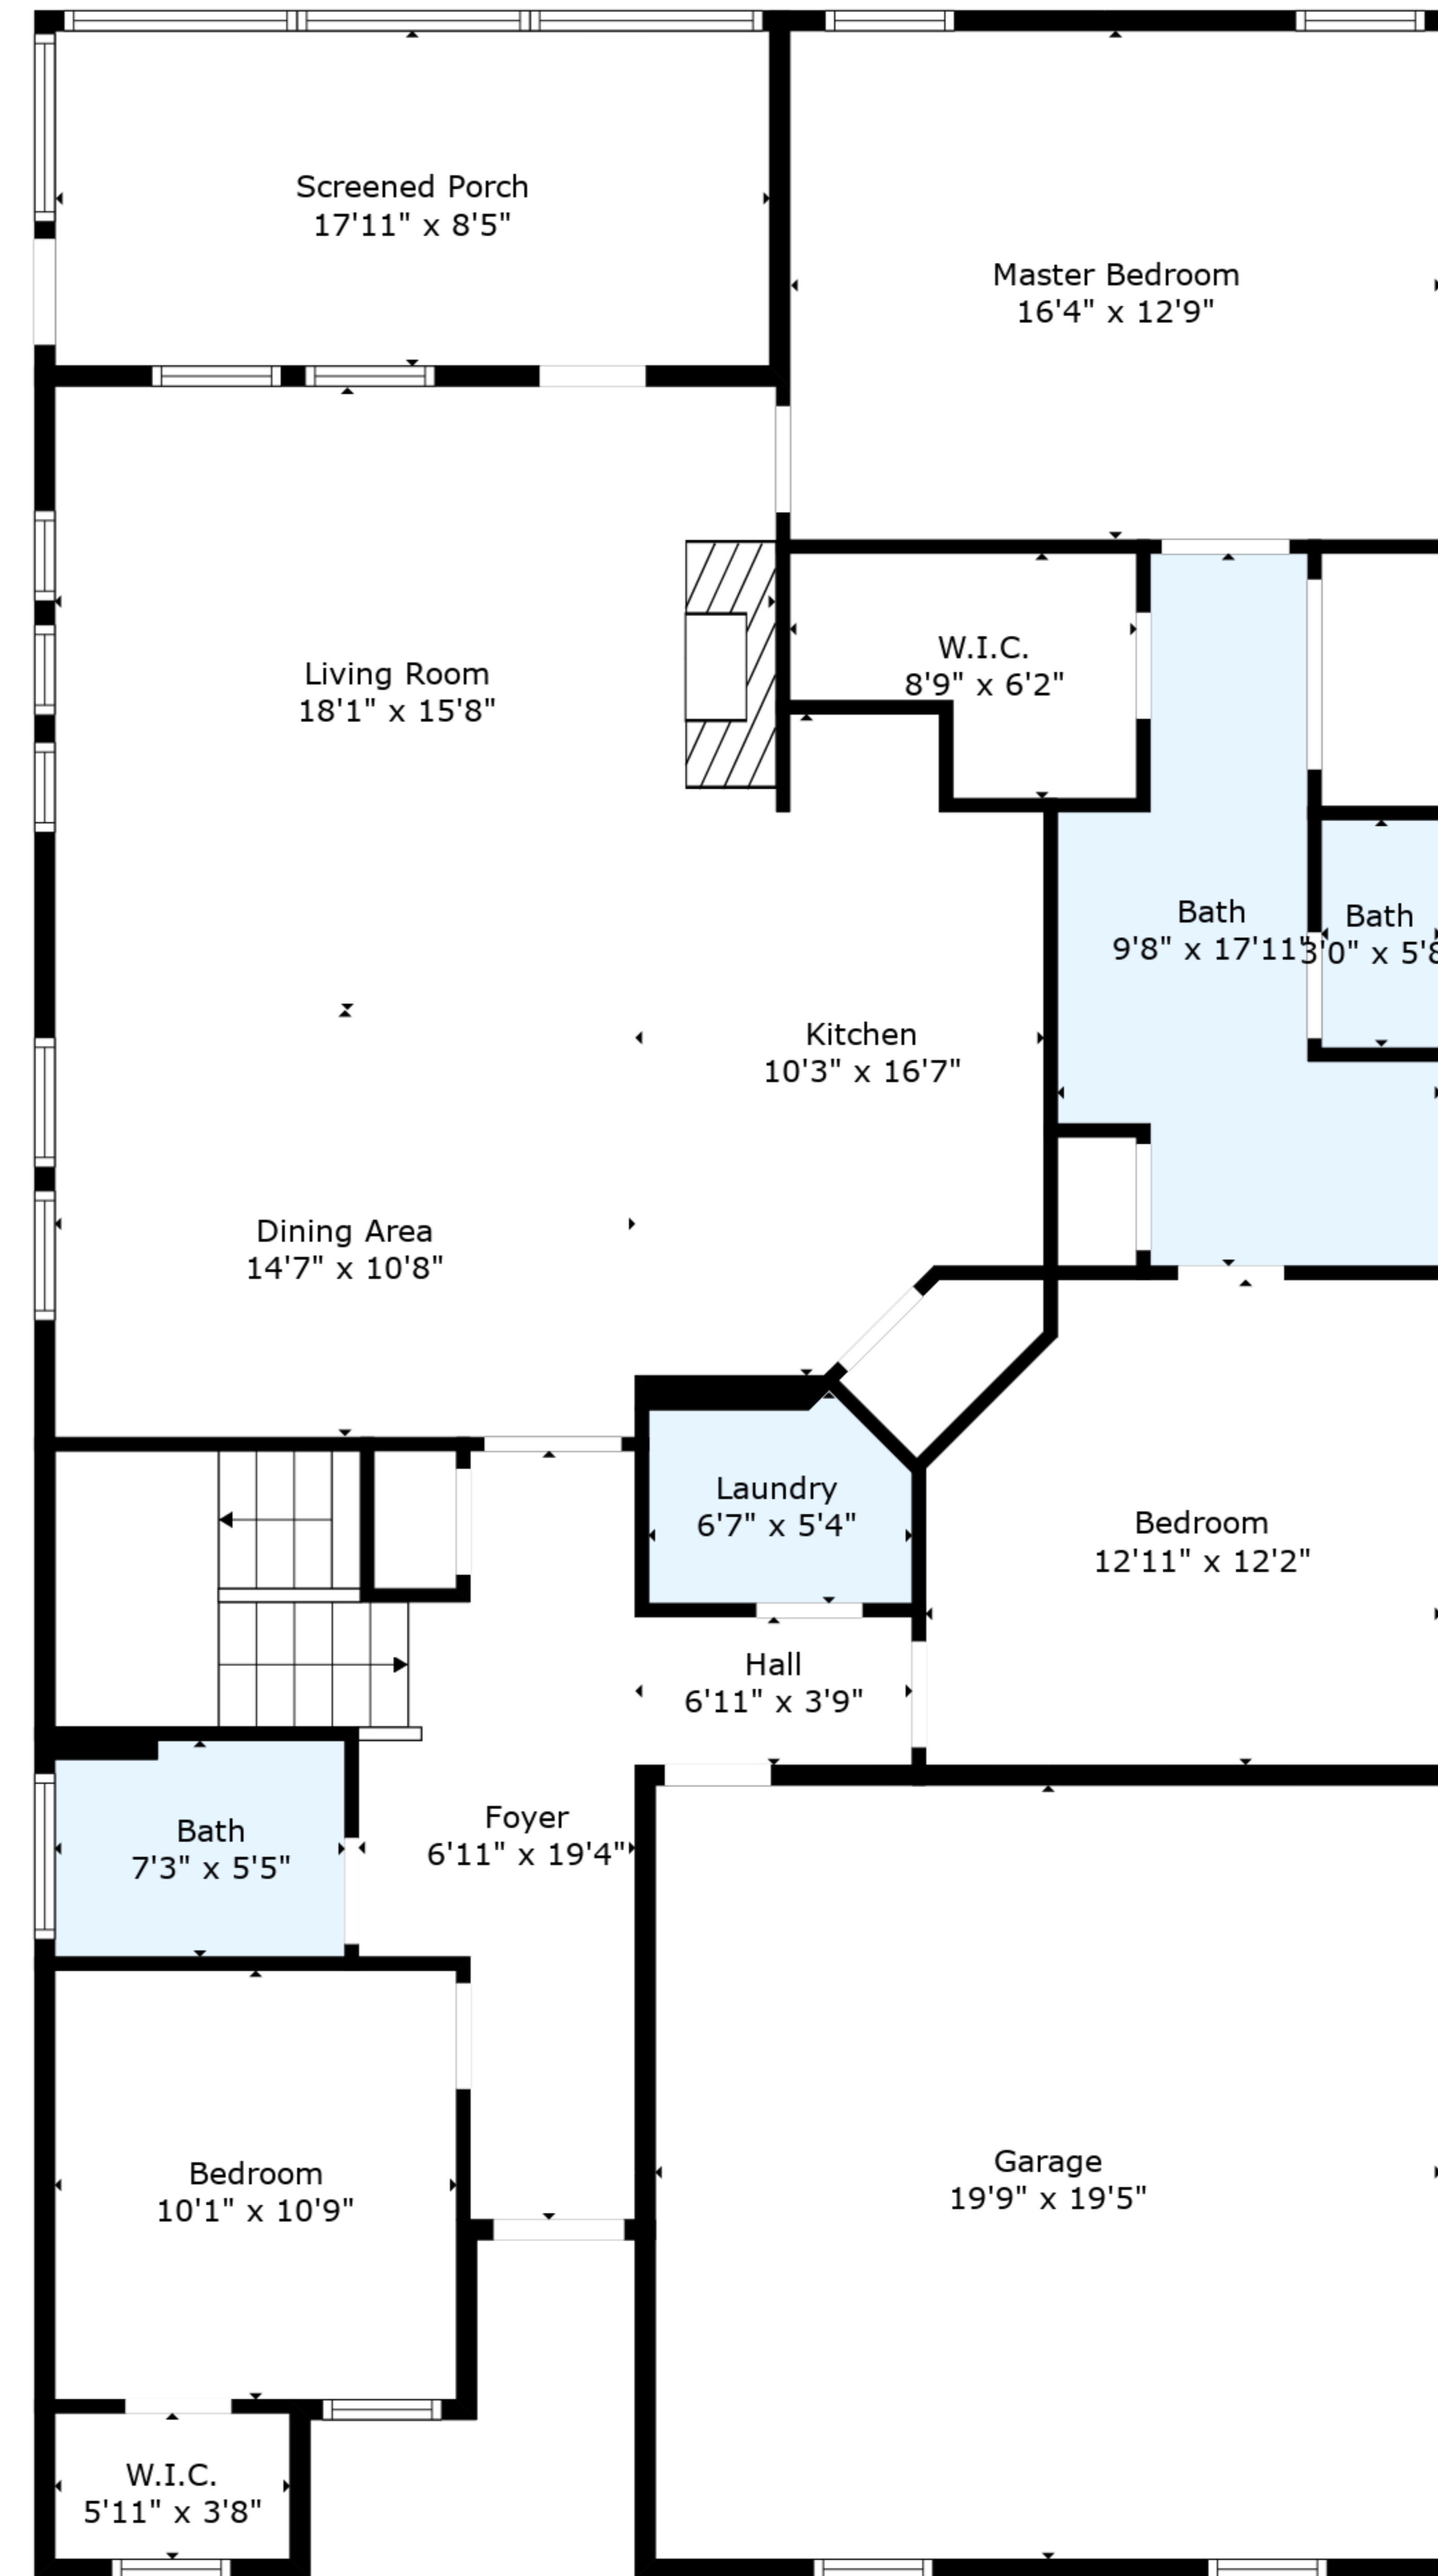 Screened Porch
17'11" x 8'5"
Master Bedroom
16'4" x 12'9"
Living Room
18'1" x 15'8"
W.I.C.
8'9" x 6'2"
Bath
9'8" x 17'11"
Bath
3'0" x 5'8
Kitchen
10'3" x 16'7"
Dining Area
14'7" x 10'8"
Laundry
6'7" x 5'4"
Bedroom
12'11" x 12'2"
Hall
6'11" x 3'9"
Foyer
6'11" x 19'4"
Bath
7'3" x 5'5"
Bedroom
10'1" x 10'9"
Garage
19'9" x 19'5"
W.I.C.
5'11" x 3'8"